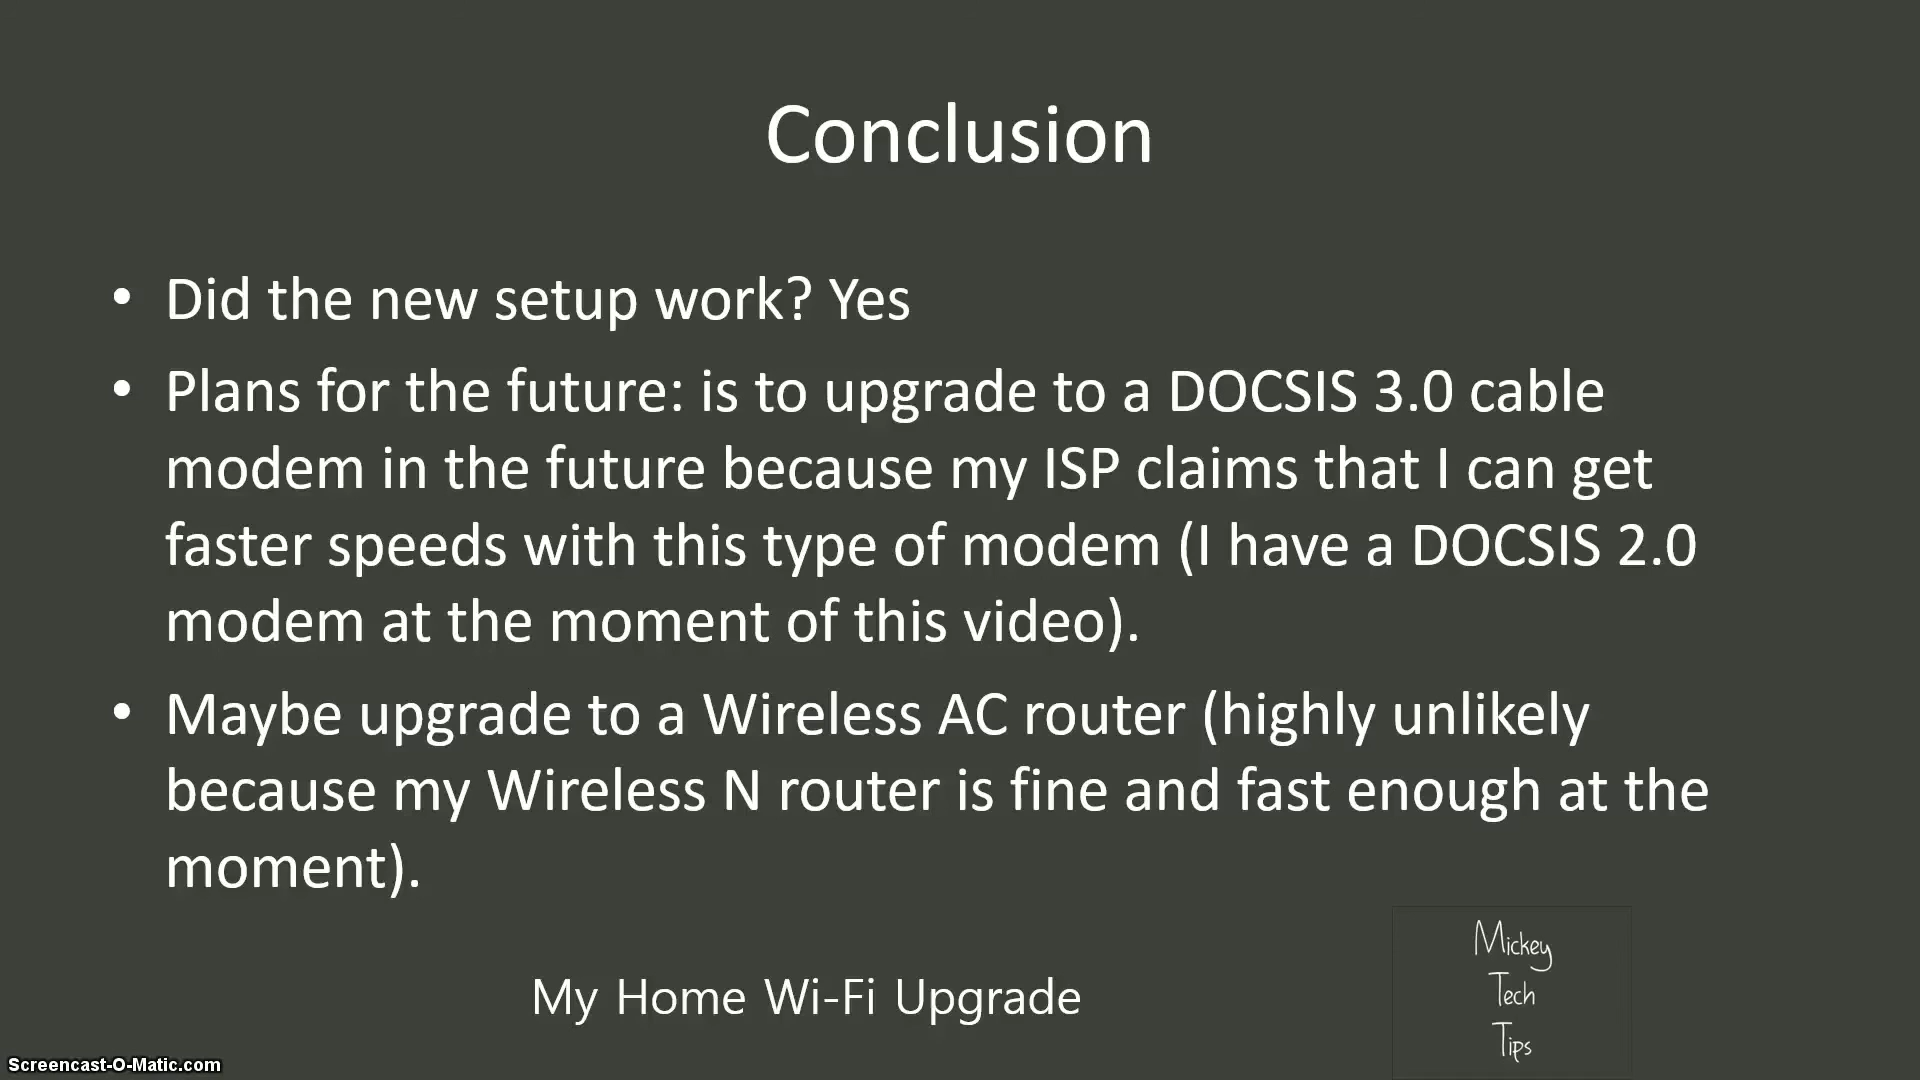 Conclusion
• Did the new setup work? Yes
• Plans for the future: is to upgrade to a DOCSIS 3.0 cable
modem in the future because my ISP claims that I can get
faster speeds with this type of modem (I have a DOCSIS 2.0
modem at the moment of this video).
• Maybe upgrade to a Wireless AC router (highly unlikely
because my Wireless N router is fine and fast enough at the
moment).
My Home Wi-Fi Upgrade
Mickey
Tech
Tips
Screencast-O-Matic.com